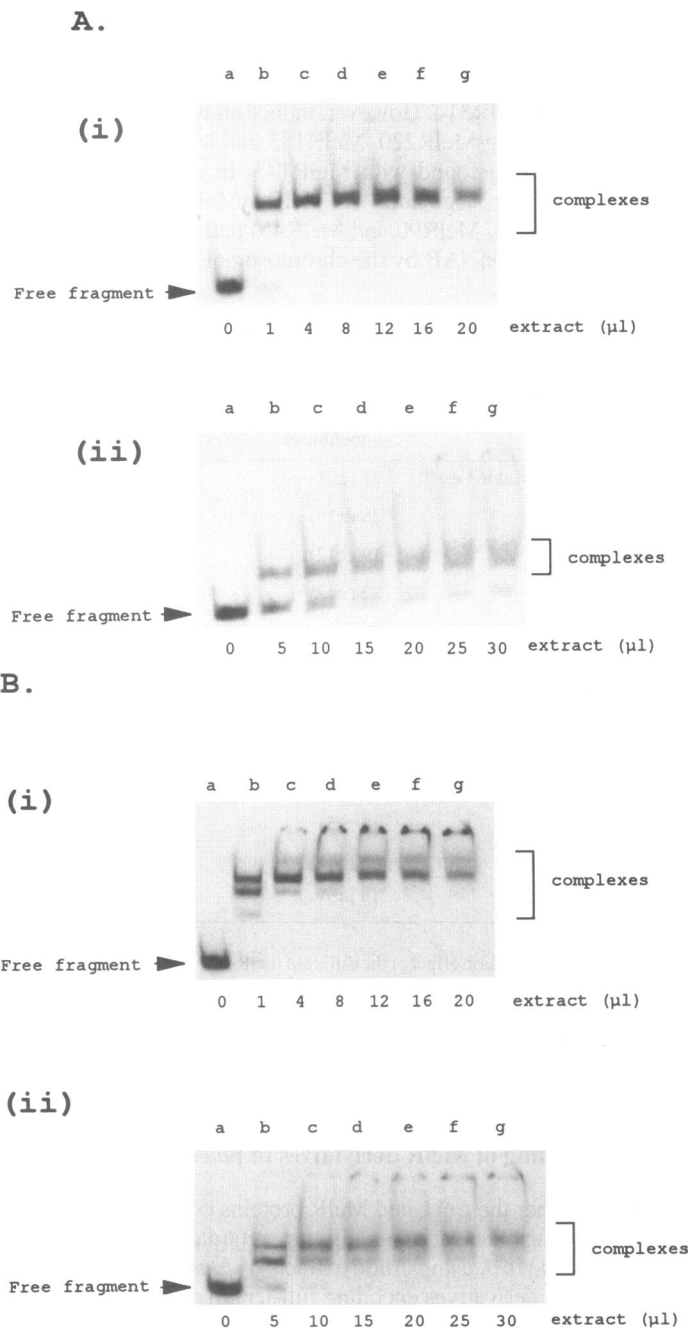 A.
a b c d e f g
(i)
complexes
Free fragment
0 1 4 8 12 16 20 extract (µl)
a b c d e f g
(ii)
complexes
Free fragment
0 5 10 15 20 25 30 extract (µl)
B.
a b c d e f g
(i)
complexes
Free fragment
0 1 4 8 12 16 20 extract (µl)
(ii)
a b c d e f g
complexes
Free fragment
0 5 10 15 20 25 30 extract (µl)